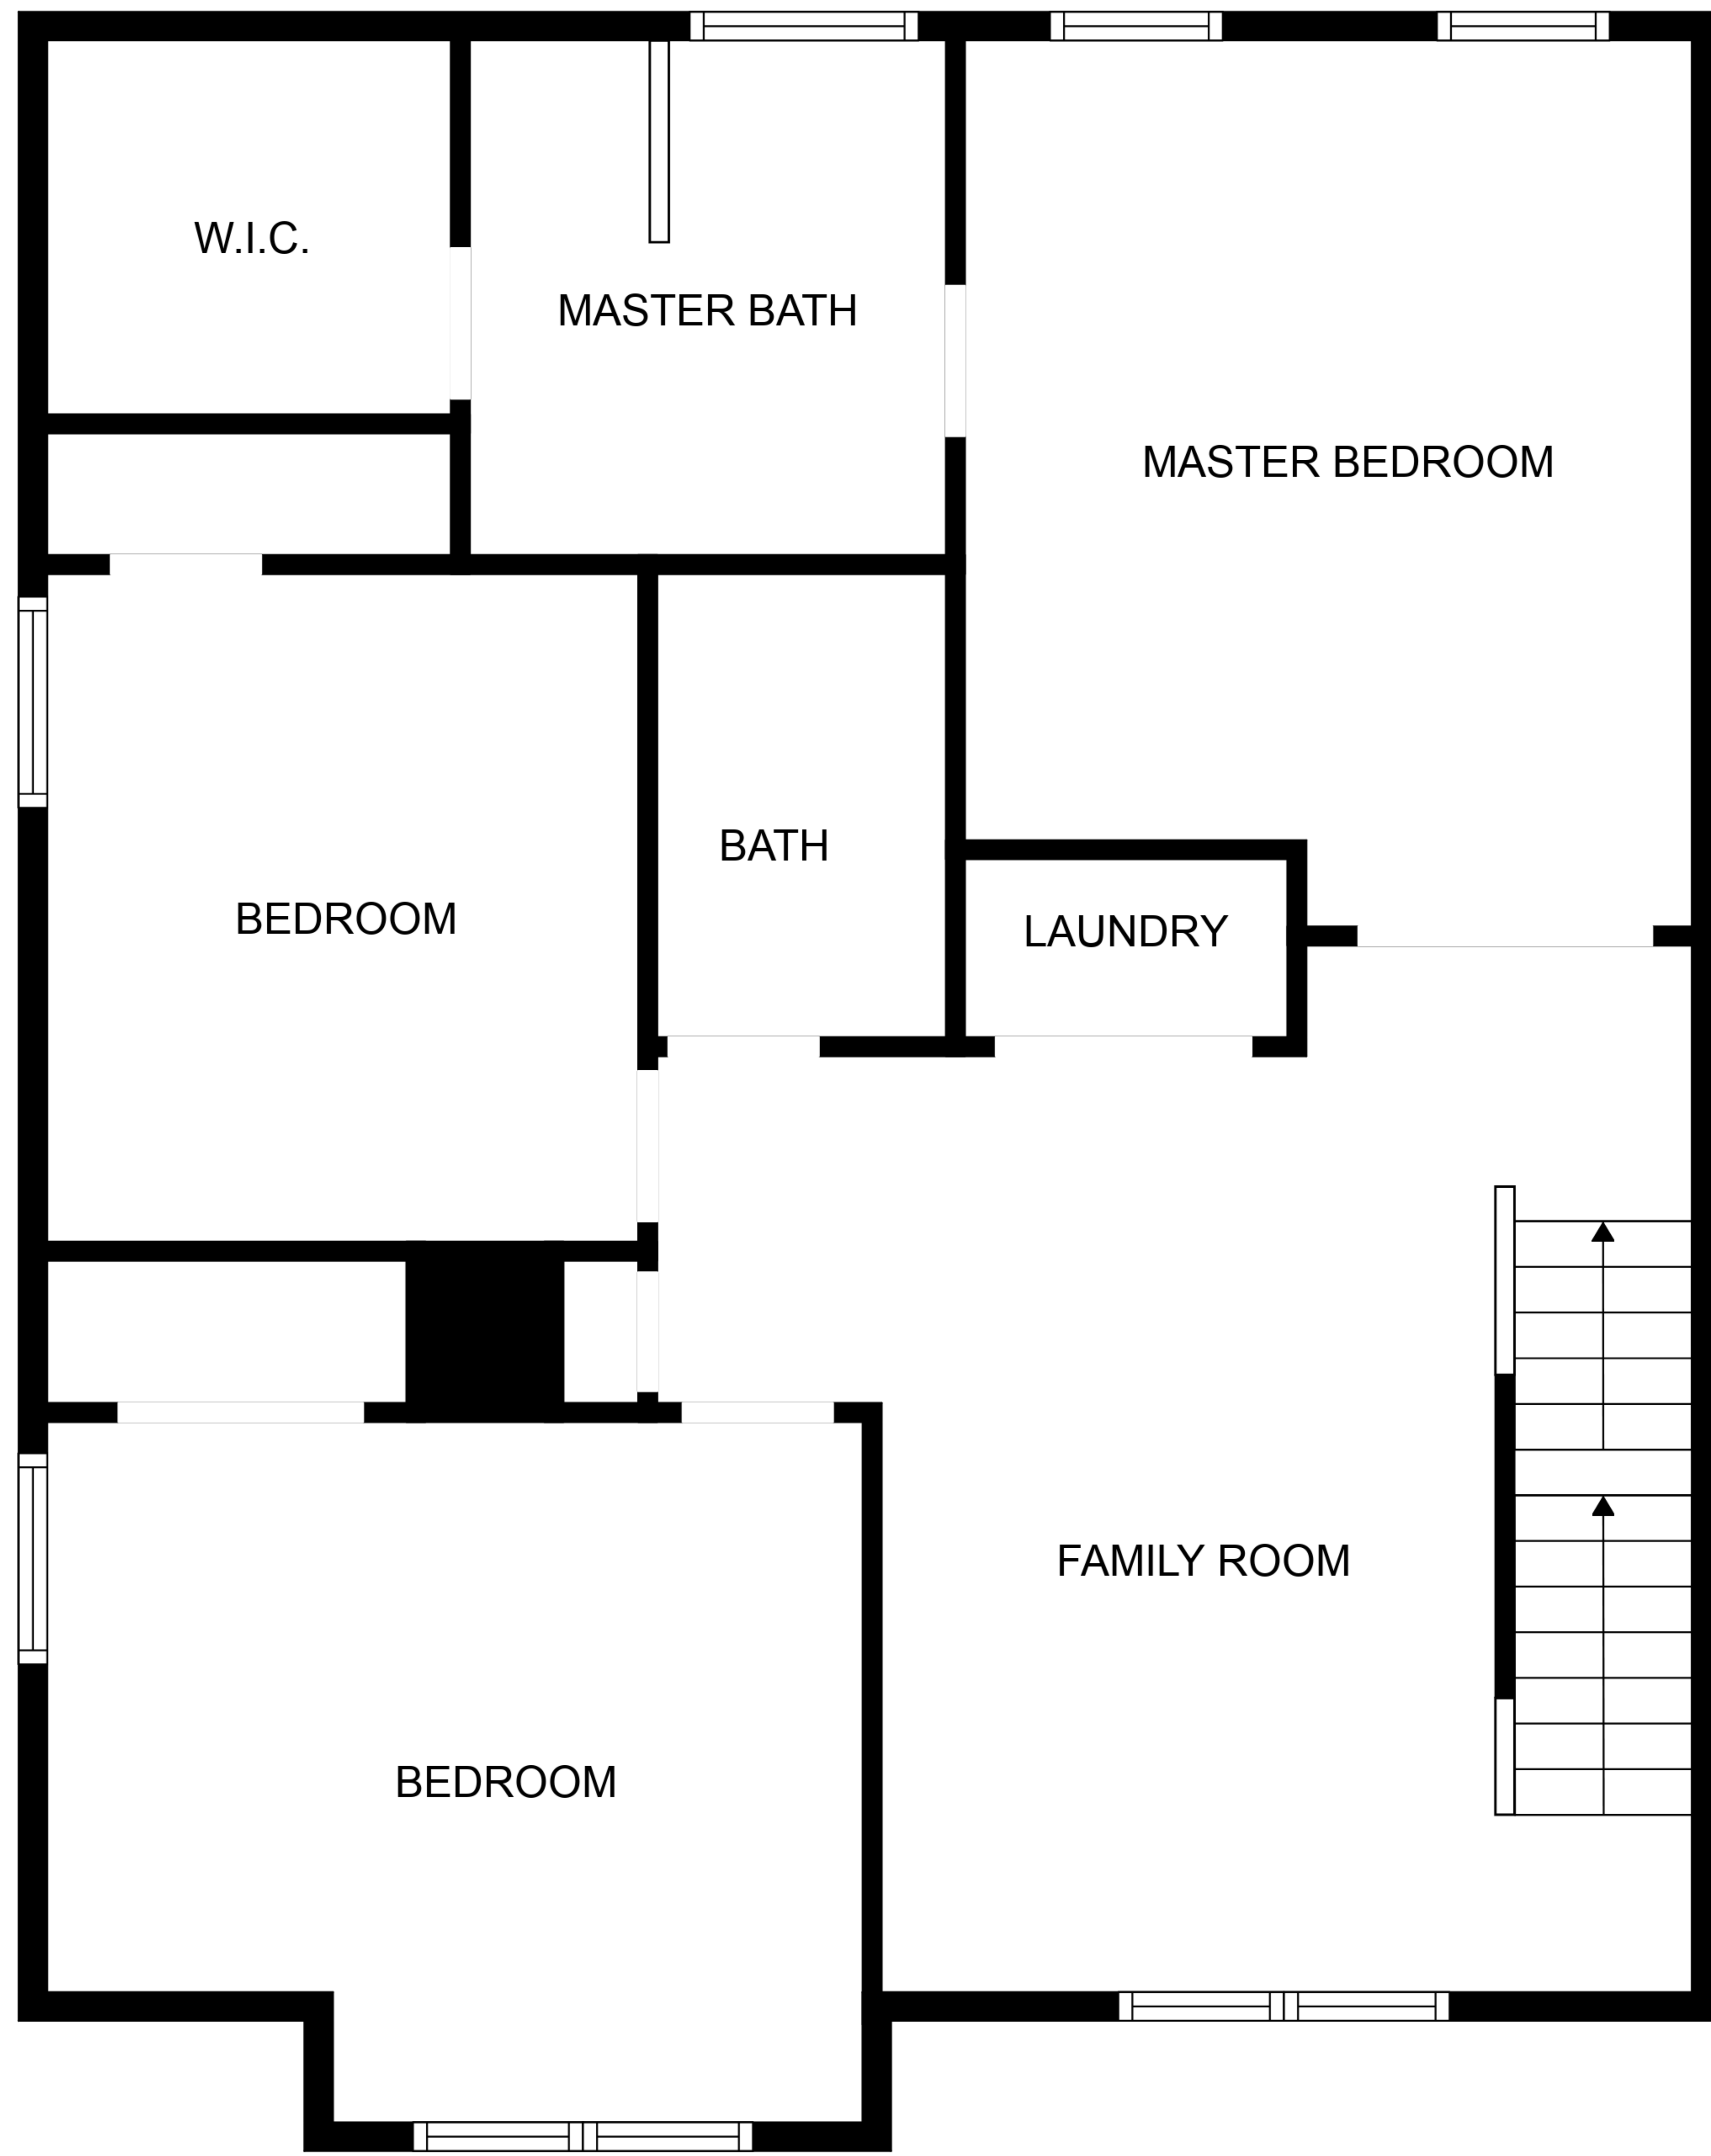 W.I.C.
MASTER BATH
MASTER BEDROOM
BATH
BEDROOM
LAUNDRY
FAMILY ROOM
BEDROOM